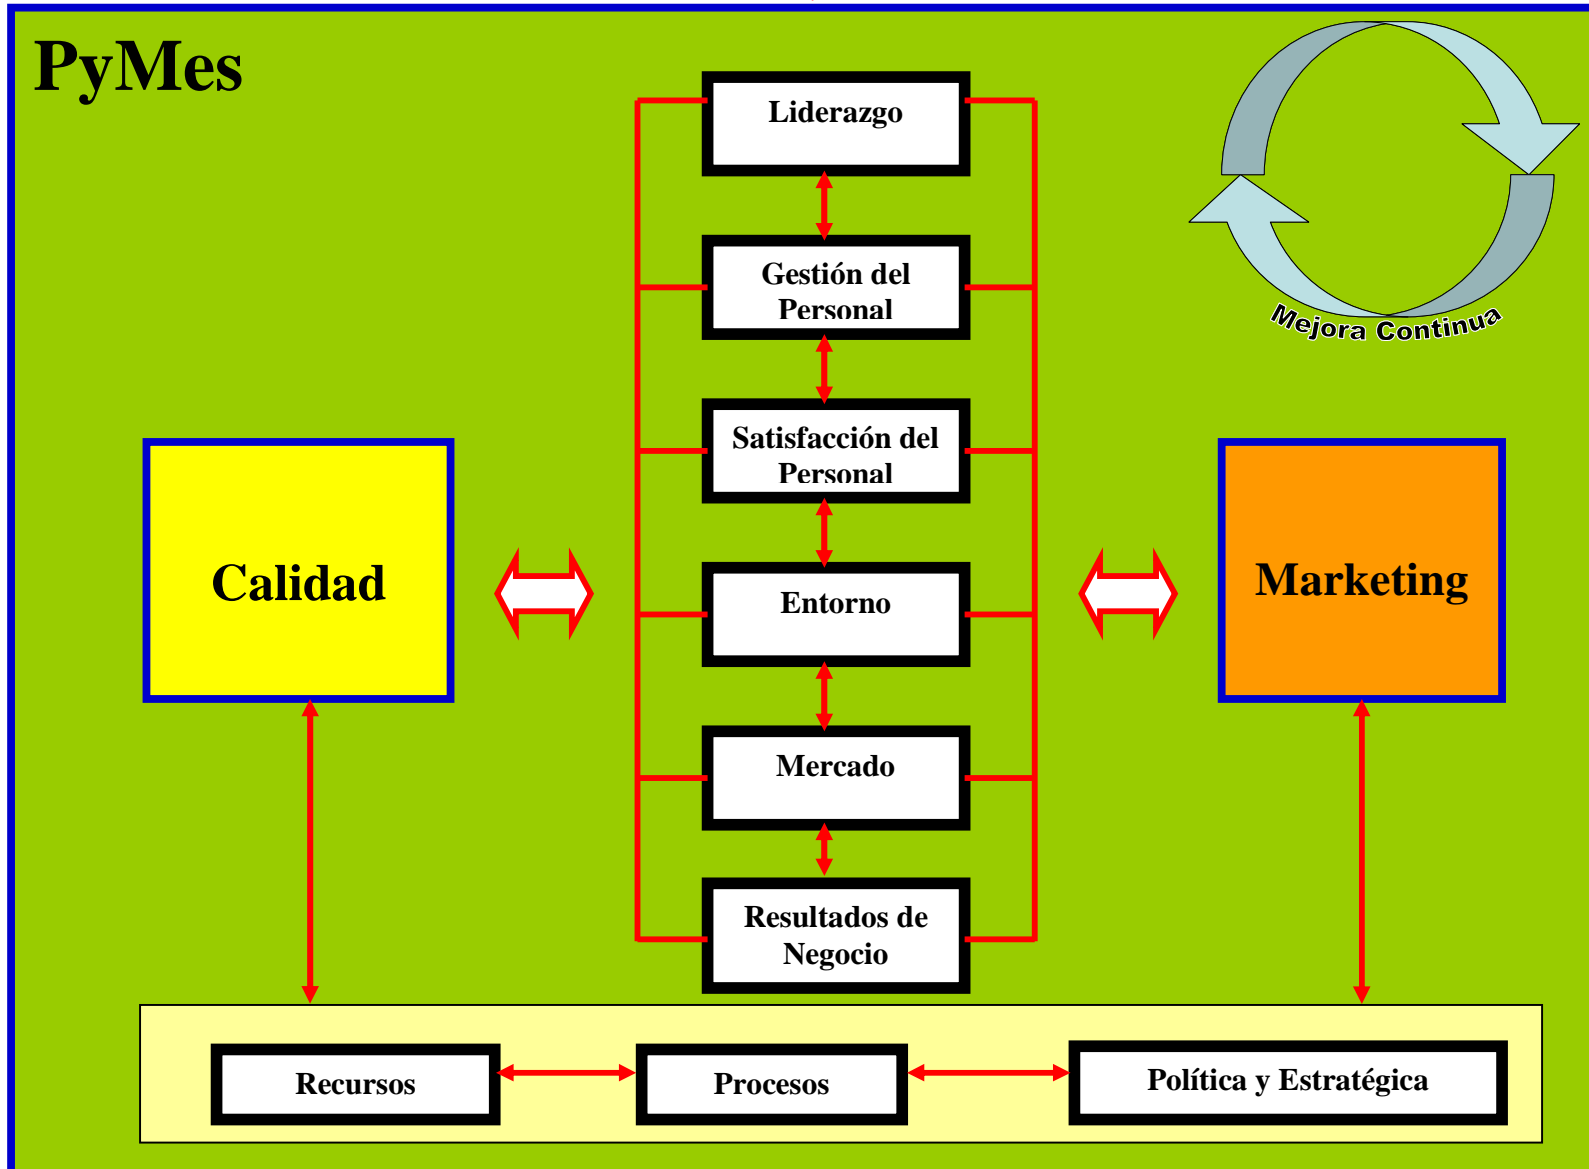 PyMes
Liderazgo
Gestión del
Personal
Satisfacción del
Personal
Entorno
Mercado
Resultados de
Negocio
Mejora Continua
Calidad
Marketing
Recursos
Procesos
Política y Estratégica